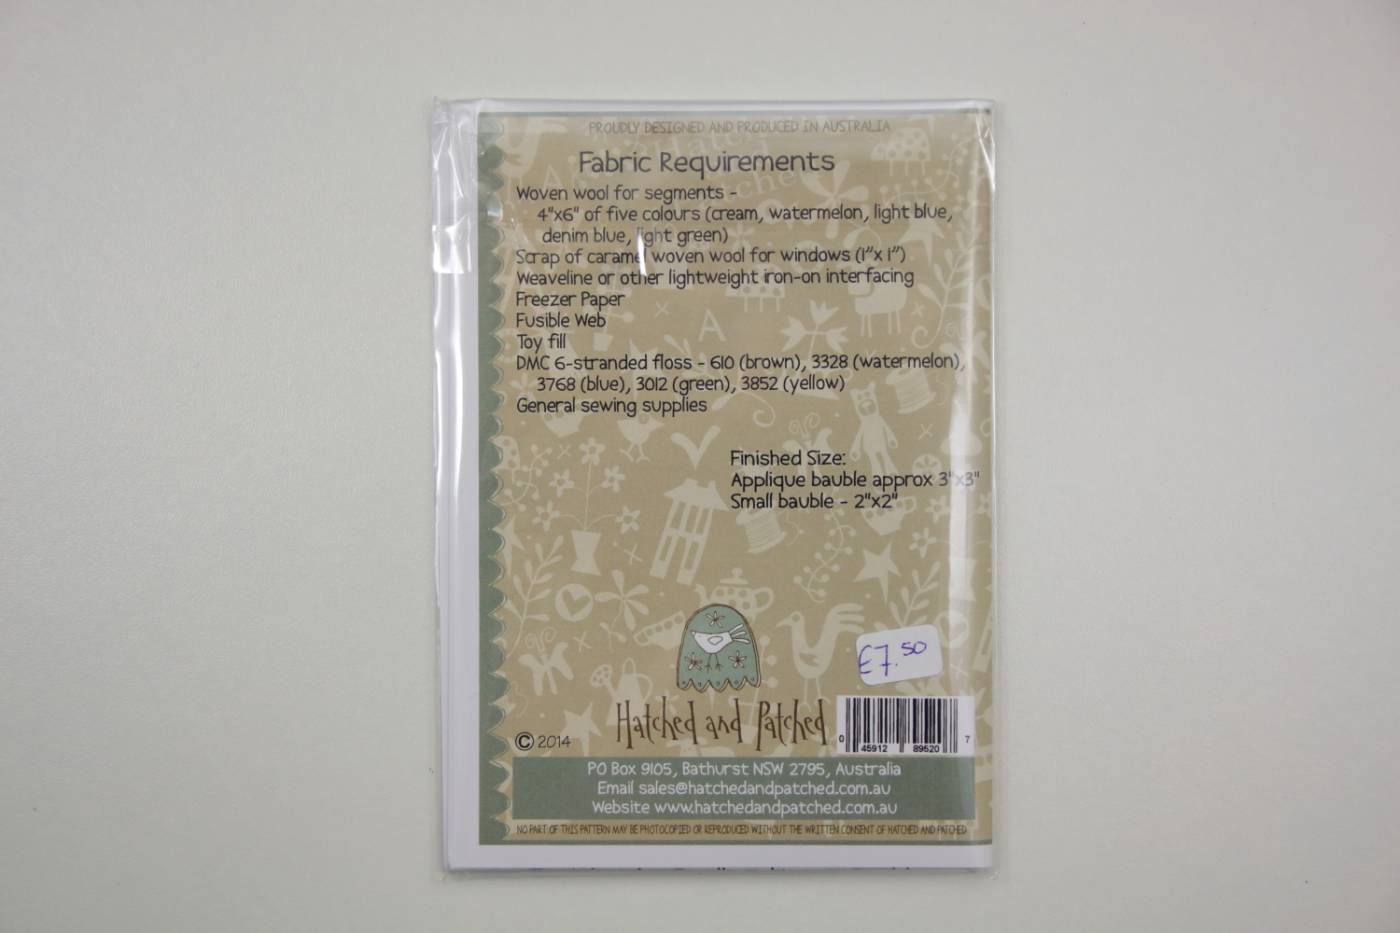 PROUDLY DESIGNED AND PRODUCED IN AUSTRALIA
Fabric Requirements
Woven wool for segments -
4"x6" of five colours (cream, watermelon, light blue,
denim blue, light green)
Scrap of caramel woven wool for windows (1"x 1")
Weaveline or other lightweight iron-on interfacing
Freezer Paper
Fusible Web
Toy fill
DMC 6-stranded floss - 610 (brown), 3328 (watermelon),
3768 (blue), 3012 (green), 3852 (yellow)
General sewing supplies
A
Finished Size:
Applique bauble approx 3"x3"
Small bauble - 2"x2"
£7.50
Hatched and Patched
© 2014
0 45912 89520 7
PO Box 9105, Bathurst NSW 2795, Australia
Email sales@hatchedandpatched.com.au
Website www.hatchedandpatched.com.au
NO PART OF THIS PATTERN MAY BE PHOTOCOPIED OR REPRODUCED WITHOUT THE WRITTEN CONSENT OF HATCHED AND PATCHED